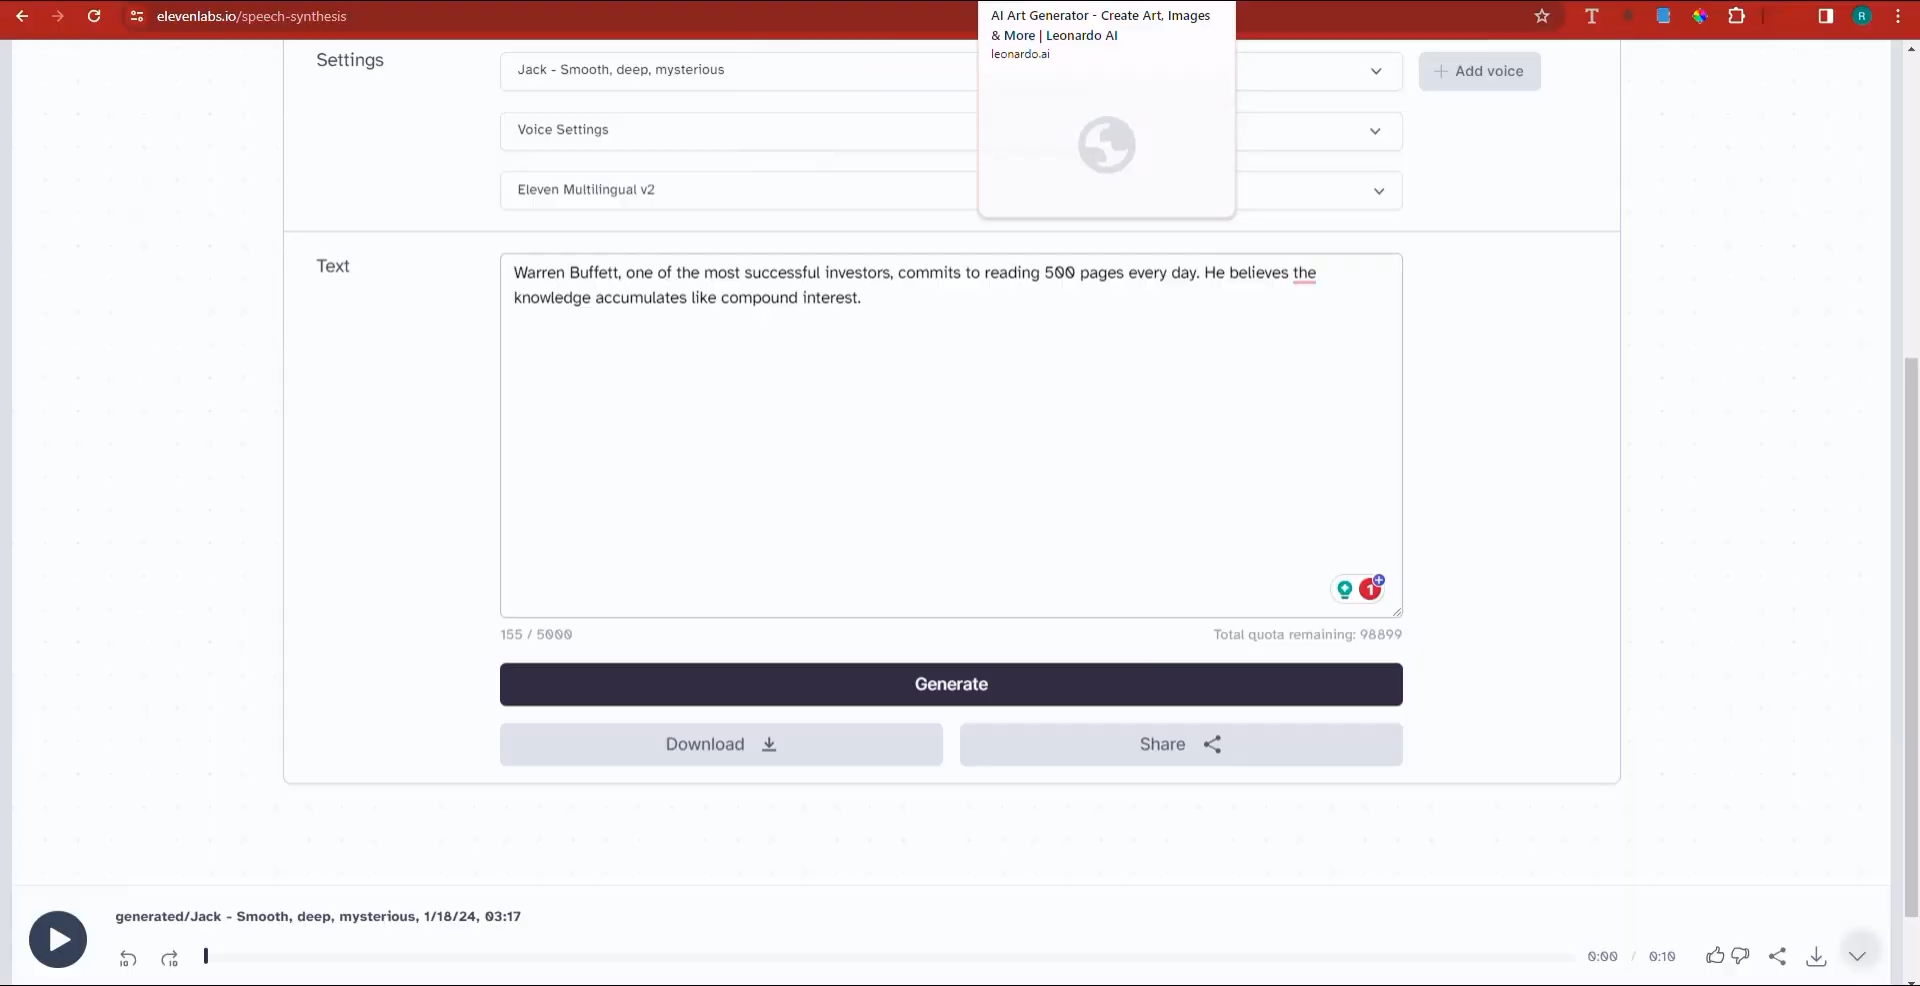 elevenlabs.io/speech-synthesis
AI Art Generator - Create Art, Images
& More | Leonardo AI
leonardo.ai
T
R
Settings
Jack - Smooth, deep, mysterious
+ Add voice
Voice Settings
Eleven Multilingual v2
Text
Warren Buffett, one of the most successful investors, commits to reading 500 pages every day. He believes the
knowledge accumulates like compound interest.
1
155 / 5000
Total quota remaining: 98899
Generate
Download
Share
generated/Jack - Smooth, deep, mysterious, 1/18/24, 03:17
10
10
0:00 / 0:10